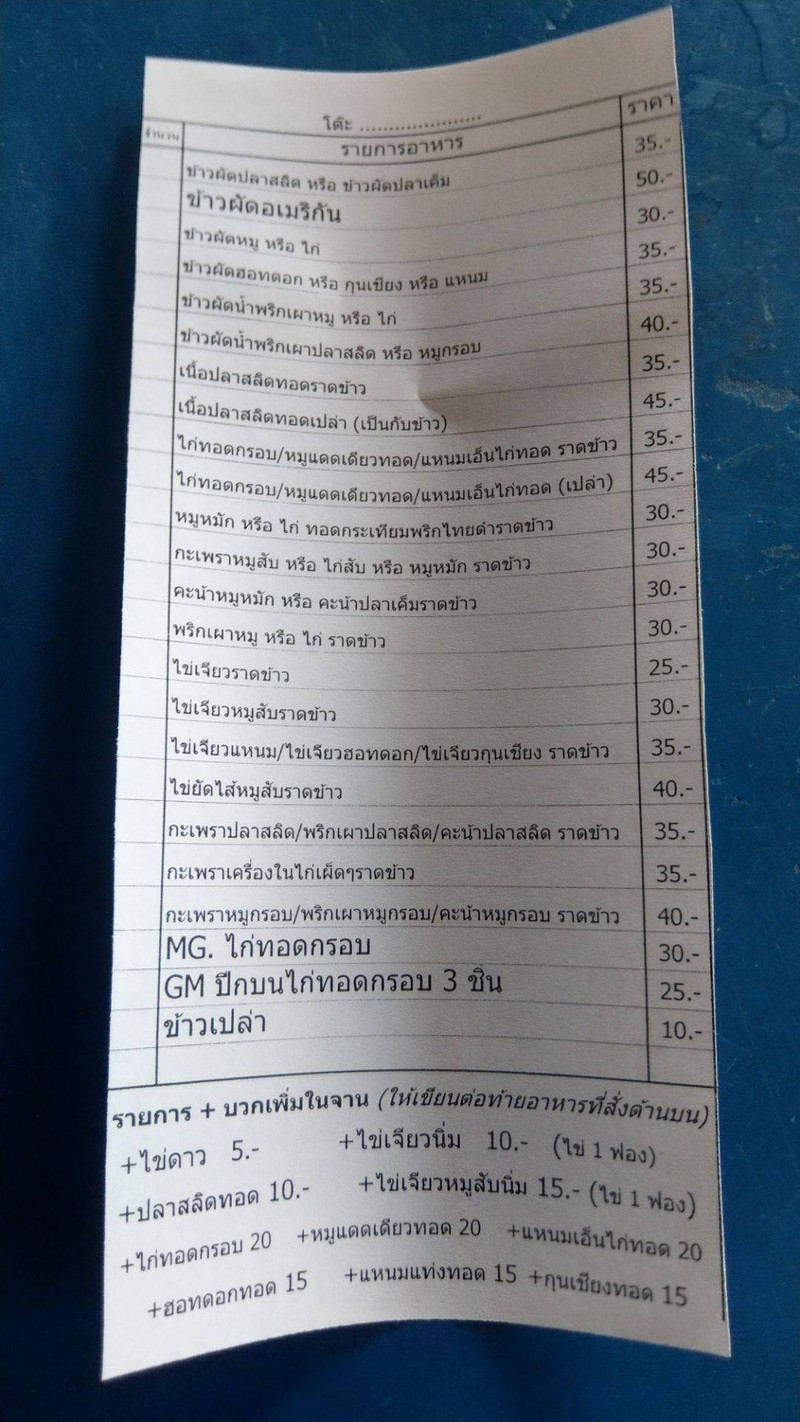 โต๊ะ .....................
จำนวน รายการอาหาร ราคา
ข้าวผัดปลาสลิด หรือ ข้าวผัดปลาเค็ม 35.-
ข้าวผัดอเมริกัน 50.-
ข้าวผัดหมู หรือ ไก่ 30.-
ข้าวผัดฮอทดอก หรือ กุนเชียง หรือ แหนม 35.-
ข้าวผัดน้ำพริกเผาหมู หรือ ไก่ 35.-
ข้าวผัดน้ำพริกเผาปลาสลิด หรือ หมูกรอบ 40.-
เนื้อปลาสลิดทอดราดข้าว 35.-
เนื้อปลาสลิดทอดเปล่า (เป็นกับข้าว) 45.-
ไก่ทอดกรอบ/หมูแดดเดียวทอด/แหนมเอ็นไก่ทอด ราดข้าว 35.-
ไก่ทอดกรอบ/หมูแดดเดียวทอด/แหนมเอ็นไก่ทอด (เปล่า) 45.-
หมูหมัก หรือ ไก่ ทอดกระเทียมพริกไทยดำราดข้าว 30.-
กะเพราหมูสับ หรือ ไก่สับ หรือ หมูหมัก ราดข้าว 30.-
คะน้าหมูหมัก หรือ คะน้าปลาเค็มราดข้าว 30.-
พริกเผาหมู หรือ ไก่ ราดข้าว 30.-
ไข่เจียวราดข้าว 25.-
ไข่เจียวหมูสับราดข้าว 30.-
ไข่เจียวแหนม/ไข่เจียวฮอทดอก/ไข่เจียวกุนเชียง ราดข้าว 35.-
ไข่ยัดไส้หมูสับราดข้าว 40.-
กะเพราปลาสลิด/พริกเผาปลาสลิด/คะน้าปลาสลิด ราดข้าว 35.-
กะเพราเครื่องในไก่เผ็ดๆราดข้าว 35.-
กะเพราหมูกรอบ/พริกเผาหมูกรอบ/คะน้าหมูกรอบ ราดข้าว 40.-
MG. ไก่ทอดกรอบ 30.-
GM ปีกบนไก่ทอดกรอบ 3 ชิ้น 25.-
ข้าวเปล่า 10.-
รายการ + บวกเพิ่มในจาน (ให้เขียนต่อท้ายอาหารที่สั่งด้านบน)
+ไข่ดาว 5.- +ไข่เจียวนิ่ม 10.- (ไข่ 1 ฟอง)
+ปลาสลิดทอด 10.- +ไข่เจียวหมูสับนิ่ม 15.- (ไข่ 1 ฟอง)
+ไก่ทอดกรอบ 20 +หมูแดดเดียวทอด 20 +แหนมเอ็นไก่ทอด 20
+ฮอทดอกทอด 15 +แหนมแท่งทอด 15 +กุนเชียงทอด 15